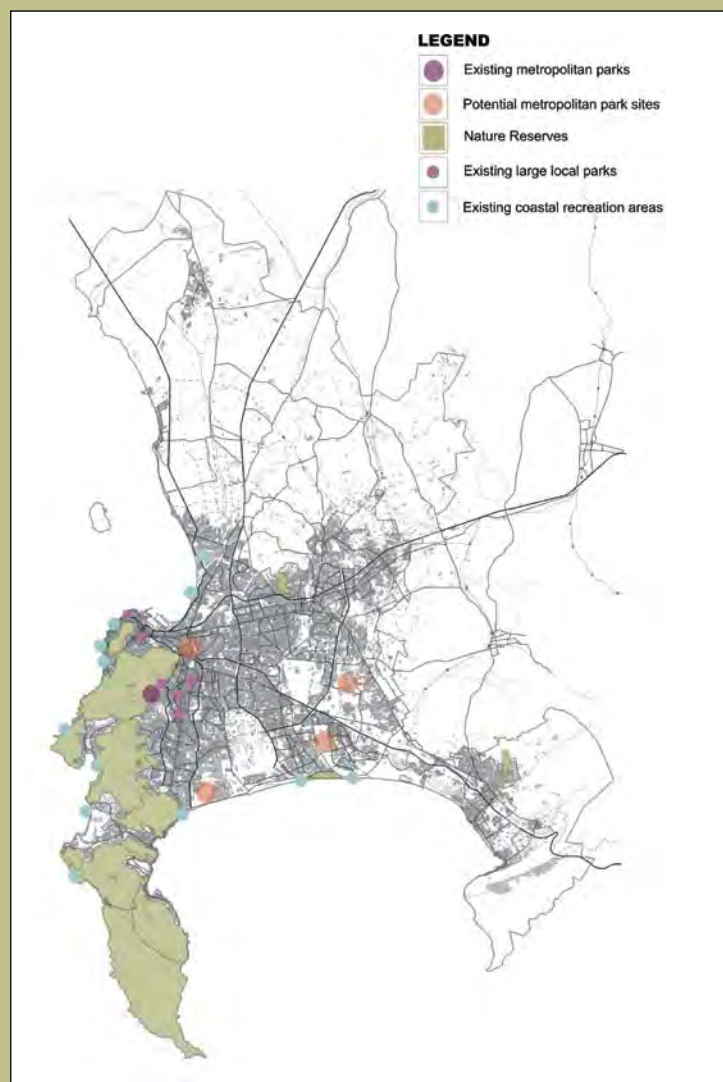 LEGEND
Existing metropolitan parks
Potential metropolitan park sites
Nature Reserves
Existing large local parks
Existing coastal recreation areas